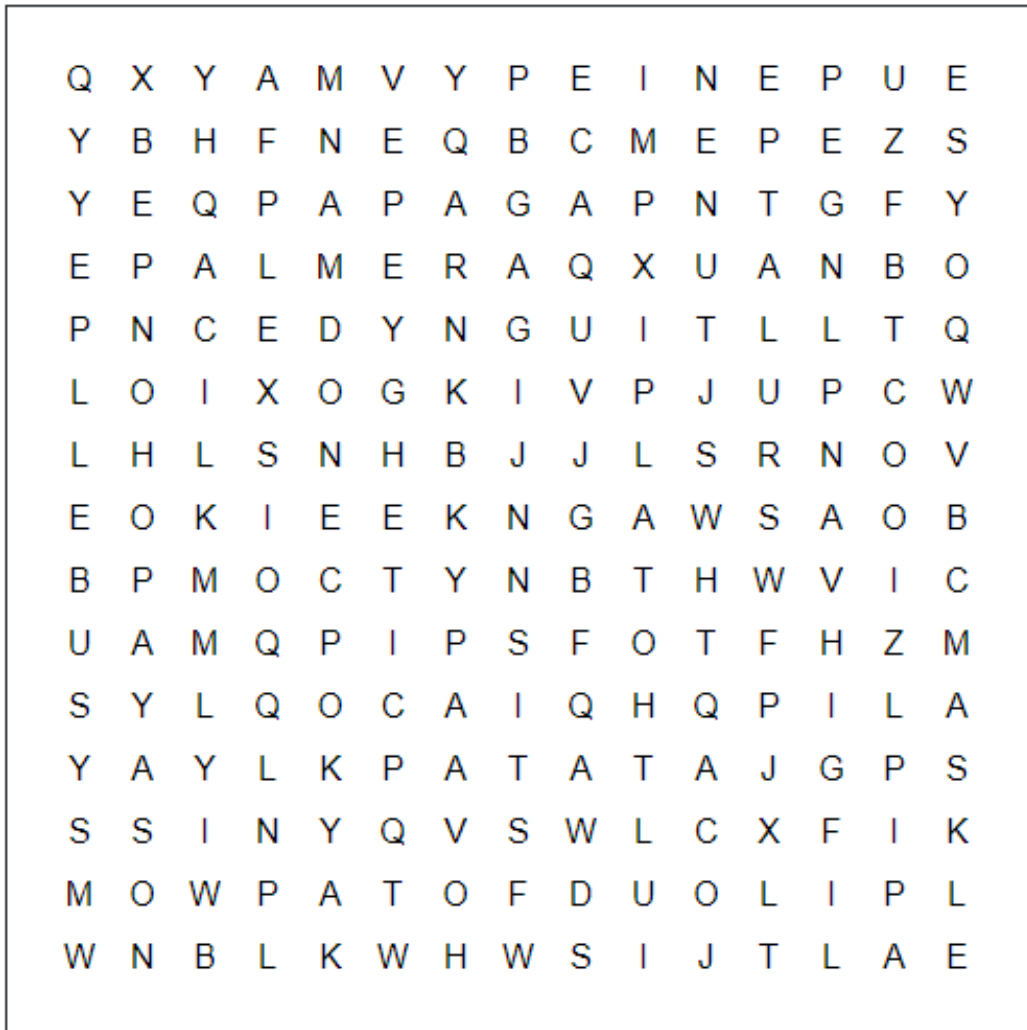 Q X Y A M V Y P E I N E P U E
Y B H F N E Q B C M E P E Z S
Y E Q P A P A G A P N T G F Y
E P A L M E R A Q X U A N B O
P N C E D Y N G U I T L L T Q
L O I X O G K I V P J U P C W
L H L S N H B J J L S R N O V
E O K I E E K N G A W S A O B
B P M O C T Y N B T H W V I C
U A M Q P I P S F O T F H Z M
S Y L Q O C A I Q H Q P I L A
Y A Y L K P A T A T A J G P S
S S I N Y Q V S W L C X F I K
M O W P A T O F D U O L I P L
W N B L K W H W S I J T L A E